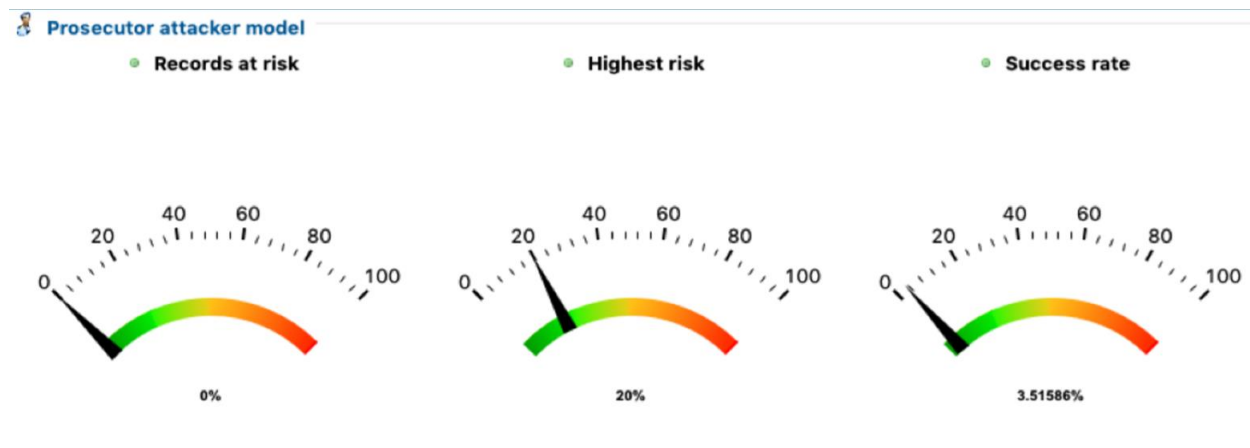 Prosecutor attacker model
Records at risk
Highest risk
Success rate
0 20 40 60 80 100
0 20 40 60 80 100
0 20 40 60 80 100
0%
20%
3.51586%